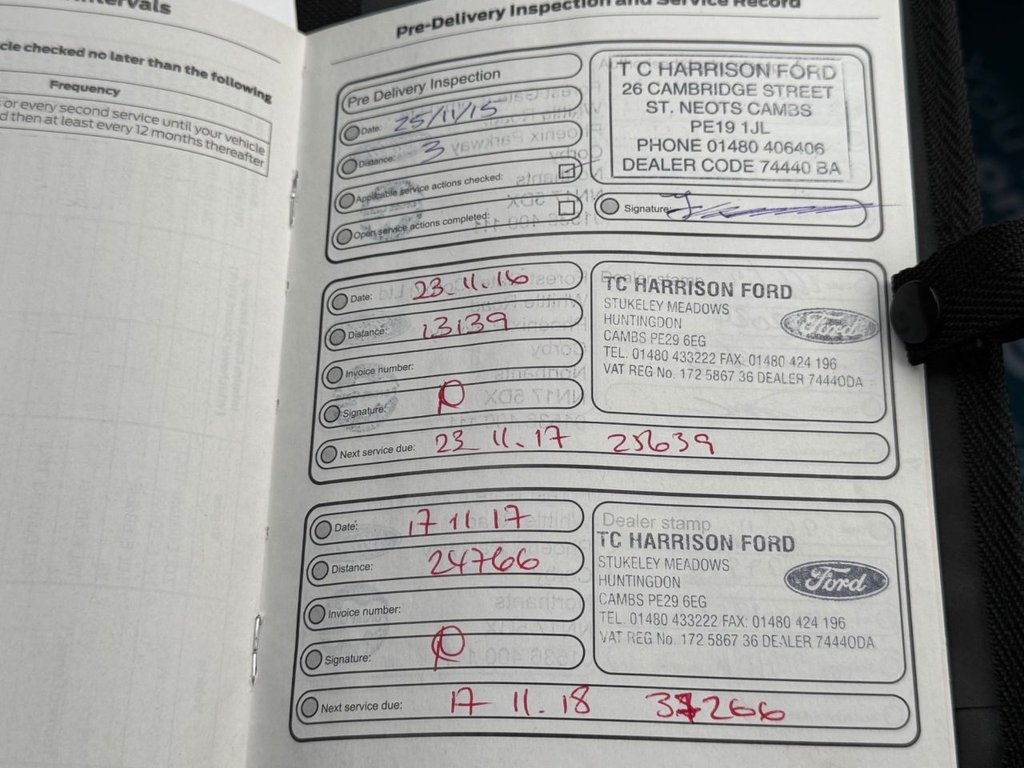 ntervals
cle checked no later than the following
Frequency
or every second service until your vehicle
d then at least every 12 months thereafter
Pre-Delivery Inspection and Service Record
Pre Delivery Inspection
Date: 25/11/15
Distance: 3
Applicable service actions checked:
Open service actions completed:
T C HARRISON FORD
26 CAMBRIDGE STREET
ST. NEOTS CAMBS
PE19 1JL
PHONE 01480 406406
DEALER CODE 74440 BA
Signature:
Date: 23.11.16
Distance: 13139
Invoice number:
Signature:
Next service due: 23 11.17 25639
Dealer stamp
TC HARRISON FORD
STUKELEY MEADOWS
HUNTINGDON
CAMBS PE29 6EG
TEL. 01480 433222 FAX: 01480 424 196
VAT REG No. 172 5867 36 DEALER 74440DA
Ford
Date: 17 11 17
Distance: 24766
Invoice number:
Signature:
Next service due: 17 11.18 37266
Dealer stamp
TC HARRISON FORD
STUKELEY MEADOWS
HUNTINGDON
CAMBS PE29 6EG
TEL. 01480 433222 FAX: 01480 424 196
VAT REG No. 172 5867 36 DEALER 74440DA
Ford